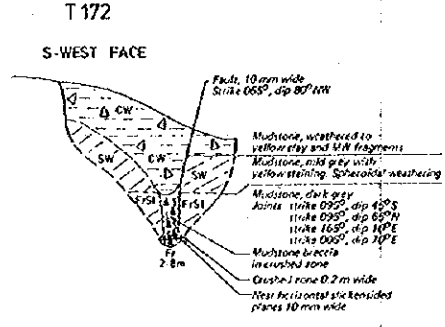 T 172
S-WEST FACE
Fault, 10 mm wide
Strike 065°, dip 80° NW
CW
Mudstone, weathered to
yellow clay and MW fragments
SW
CW
SW
Mudstone, mild grey with
yellow staining. Spheroidal weathering
FrSt
FrSt
Mudstone, dark grey
Joints strike 095°, dip 45°S
strike 095°, dip 65°N
strike 165°, dip 10°E
strike 005°, dip 70°E
Mudstone breccia
in crushed zone
Fr
2·8m
Crushed zone 0.2 m wide
Near horizontal slickensided
planes 10 mm wide